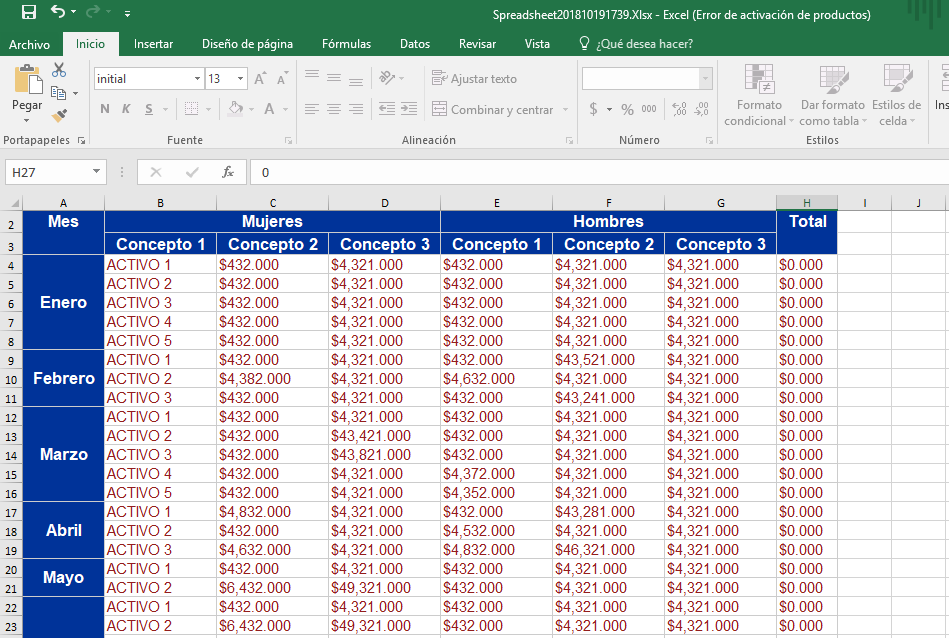 Spreadsheet201810191739.Xlsx - Excel (Error de activación de productos)
Archivo Inicio Insertar Diseño de página Fórmulas Datos Revisar Vista ¿Qué desea hacer?
initial 13 A A Ajustar texto
Pegar N K S A Combinar y centrar $ % 000 ,00 ,00 Formato condicional Dar formato como tabla Estilos de celda
Portapapeles Fuente Alineación Número Estilos
H27 fx 0
A B C D E F G H I J
2 Mes Mujeres Hombres Total
3 Concepto 1 Concepto 2 Concepto 3 Concepto 1 Concepto 2 Concepto 3
4 ACTIVO 1 $432.000 $4,321.000 $432.000 $4,321.000 $4,321.000 $0.000
5 ACTIVO 2 $432.000 $4,321.000 $432.000 $4,321.000 $4,321.000 $0.000
6 Enero ACTIVO 3 $432.000 $4,321.000 $432.000 $4,321.000 $4,321.000 $0.000
7 ACTIVO 4 $432.000 $4,321.000 $432.000 $4,321.000 $4,321.000 $0.000
8 ACTIVO 5 $432.000 $4,321.000 $432.000 $4,321.000 $4,321.000 $0.000
9 ACTIVO 1 $432.000 $4,321.000 $432.000 $43,521.000 $4,321.000 $0.000
10 Febrero ACTIVO 2 $4,382.000 $4,321.000 $4,632.000 $4,321.000 $4,321.000 $0.000
11 ACTIVO 3 $432.000 $4,321.000 $432.000 $43,241.000 $4,321.000 $0.000
12 ACTIVO 1 $432.000 $4,321.000 $432.000 $4,321.000 $4,321.000 $0.000
13 ACTIVO 2 $432.000 $43,421.000 $432.000 $4,321.000 $4,321.000 $0.000
14 Marzo ACTIVO 3 $432.000 $43,821.000 $432.000 $4,321.000 $4,321.000 $0.000
15 ACTIVO 4 $432.000 $4,321.000 $4,372.000 $4,321.000 $4,321.000 $0.000
16 ACTIVO 5 $432.000 $4,321.000 $4,352.000 $4,321.000 $4,321.000 $0.000
17 ACTIVO 1 $4,832.000 $4,321.000 $432.000 $43,281.000 $4,321.000 $0.000
18 Abril ACTIVO 2 $432.000 $4,321.000 $4,532.000 $4,321.000 $4,321.000 $0.000
19 ACTIVO 3 $4,632.000 $4,321.000 $4,832.000 $46,321.000 $4,321.000 $0.000
20 Mayo ACTIVO 1 $432.000 $4,321.000 $432.000 $4,321.000 $4,321.000 $0.000
21 ACTIVO 2 $6,432.000 $49,321.000 $432.000 $4,321.000 $4,321.000 $0.000
22 ACTIVO 1 $432.000 $4,321.000 $432.000 $4,321.000 $4,321.000 $0.000
23 ACTIVO 2 $6,432.000 $49,321.000 $432.000 $4,321.000 $4,321.000 $0.000